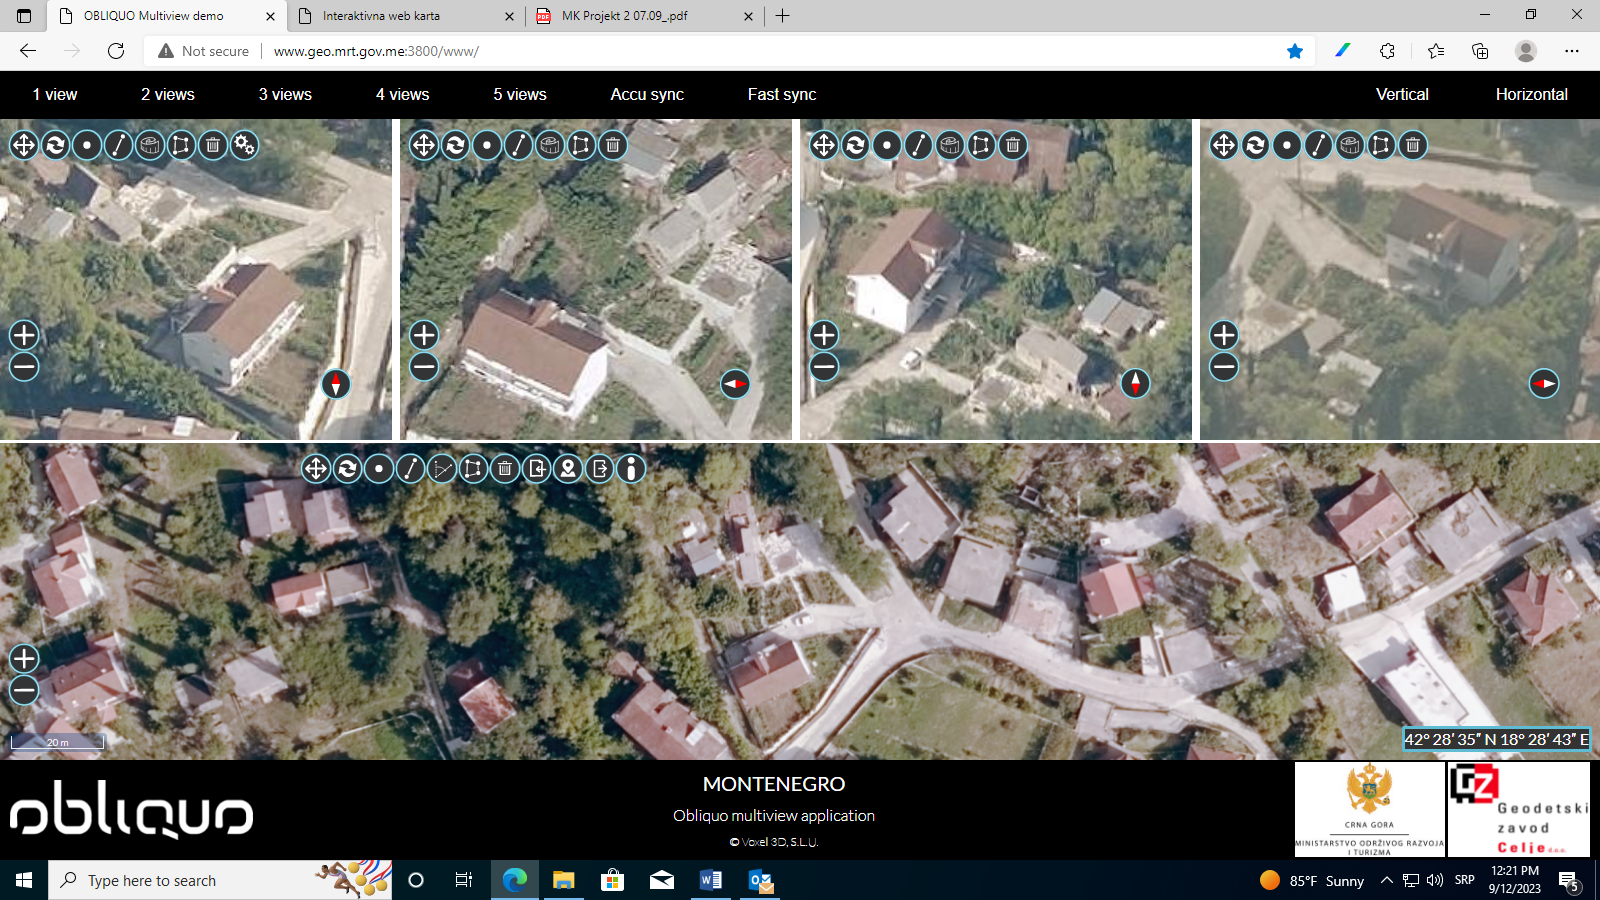 OBLIQUO Multiview demo
Interaktivna web karta
MK Projekt 2 07.09_.pdf
Not secure
www.geo.mrt.gov.me:3800/www/
1 view
2 views
3 views
4 views
5 views
Accu sync
Fast sync
Vertical
Horizontal
20 m
42° 28′ 35″ N 18° 28′ 43″ E
obliquo
MONTENEGRO
Obliquo multiview application
© Voxel 3D, S.L.U.
CRNA GORA
MINISTARSTVO ODRŽIVOG RAZVOJA
I TURIZMA
GZ
Geodetski
zavod
Celje d.o.o.
Type here to search
85°F Sunny
SRP
12:21 PM
9/12/2023
5